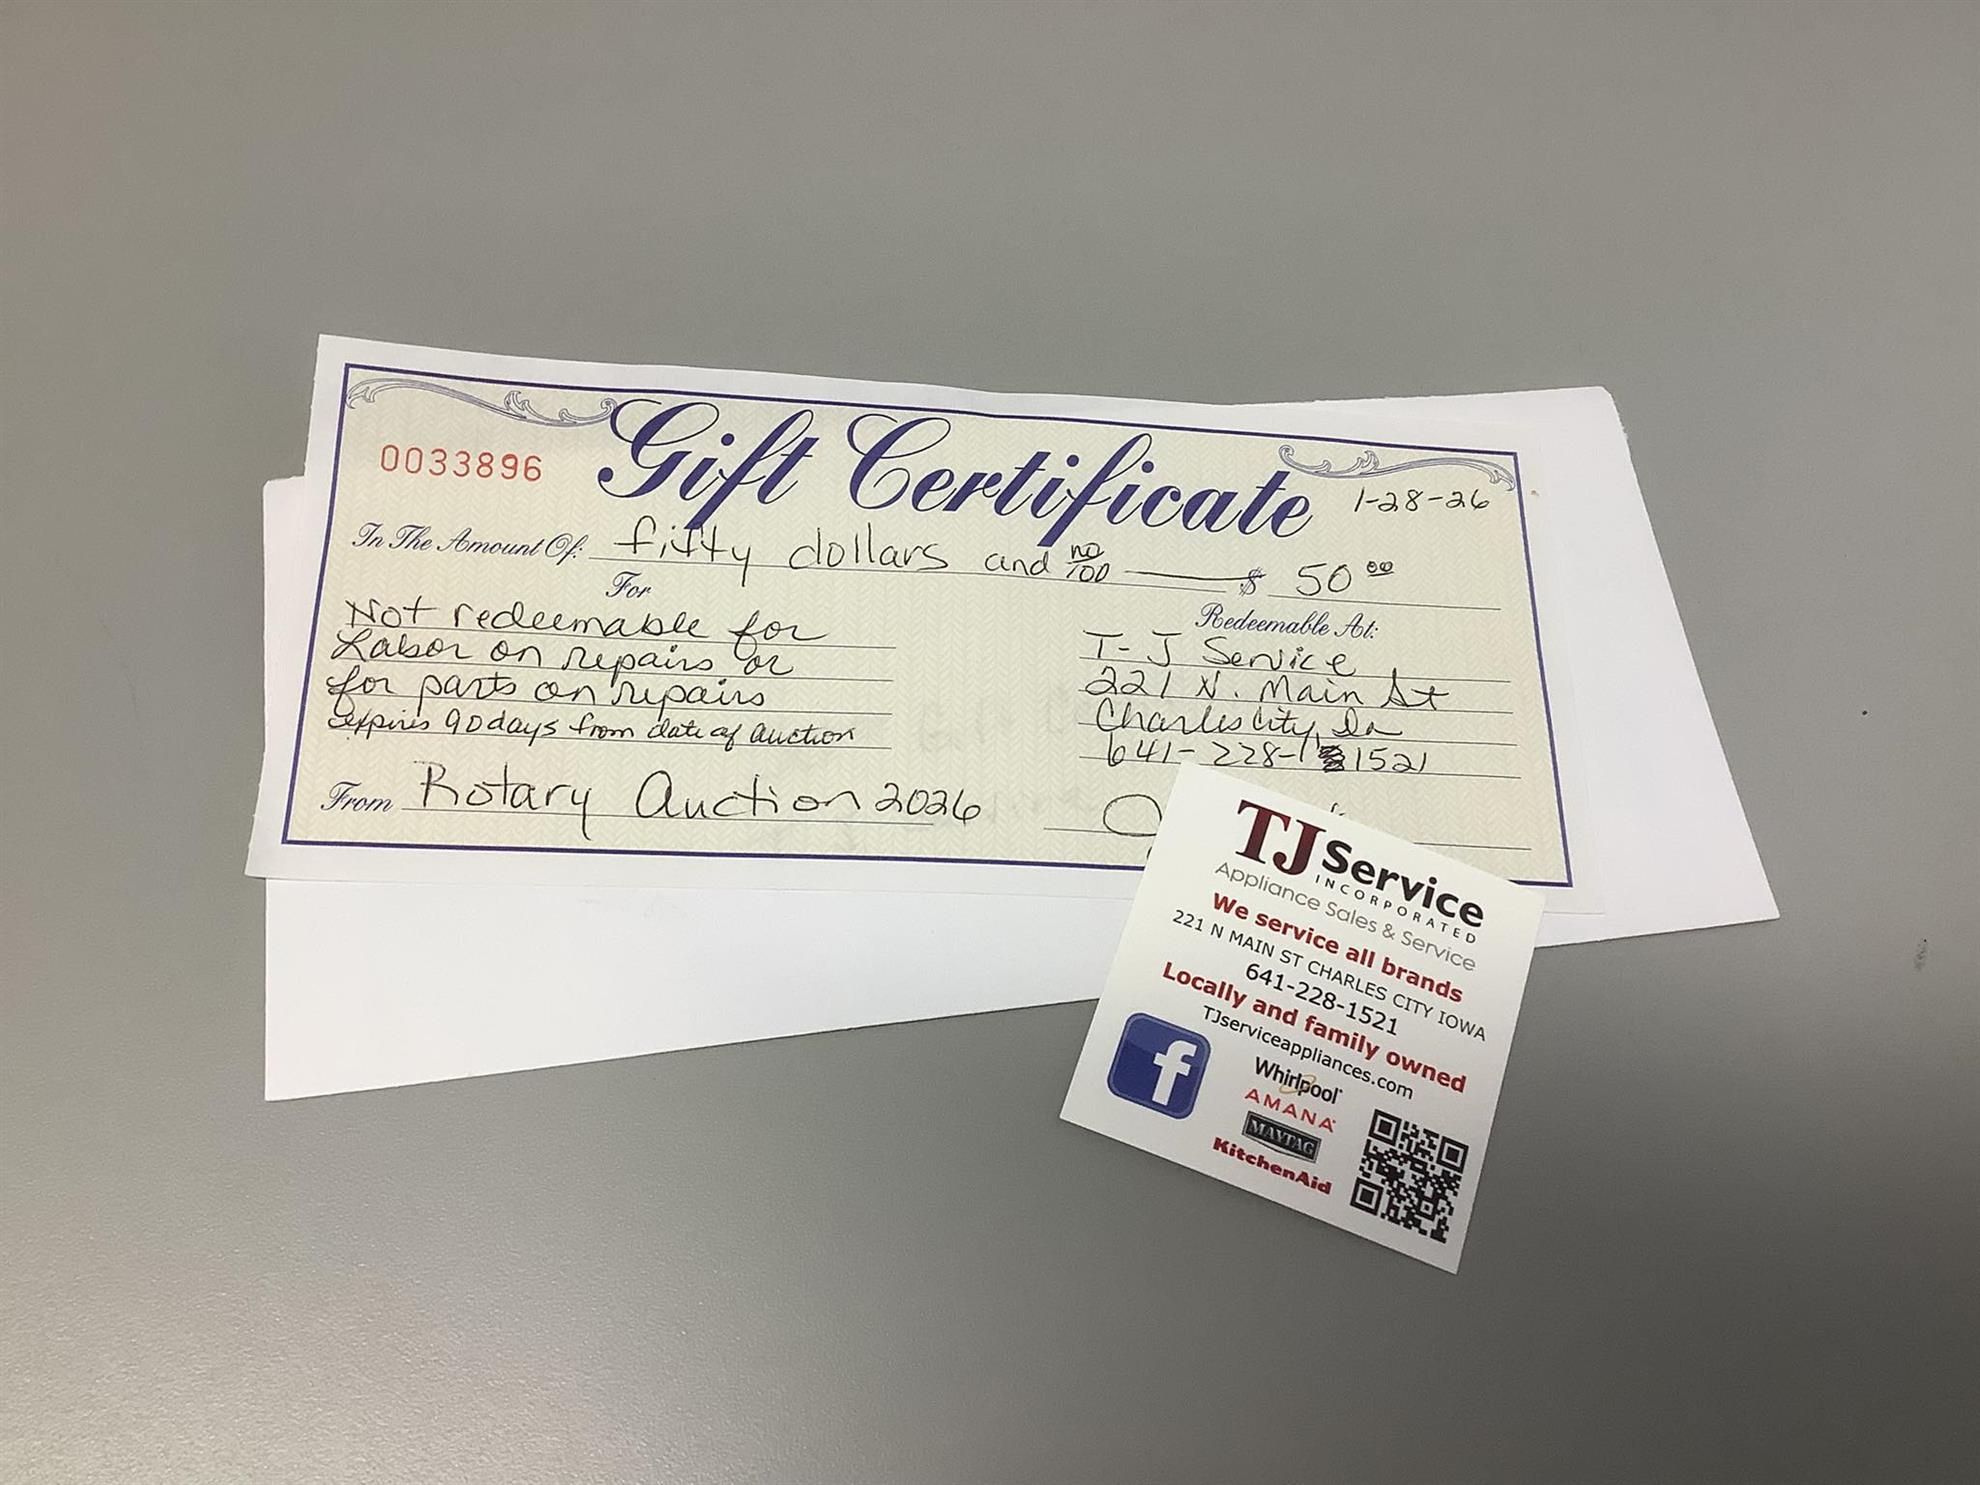 0033896
Gift Certificate
1-28-26
In The Amount Of: fifty dollars and no/100 $ 50 00
For
Not redeemable for
Labor on repairs or
for parts on repairs
expires 90 days from date of auction
Redeemable At:
T-J Service
221 N. Main St
Charles City, Ia
641-228-1521
From Rotary Auction 2026
TJ Service
INCORPORATED
Appliance Sales & Service
We service all brands
221 N MAIN ST CHARLES CITY IOWA
641-228-1521
Locally and family owned
TJserviceappliances.com
f
Whirlpool
AMANA
MAYTAG
KitchenAid